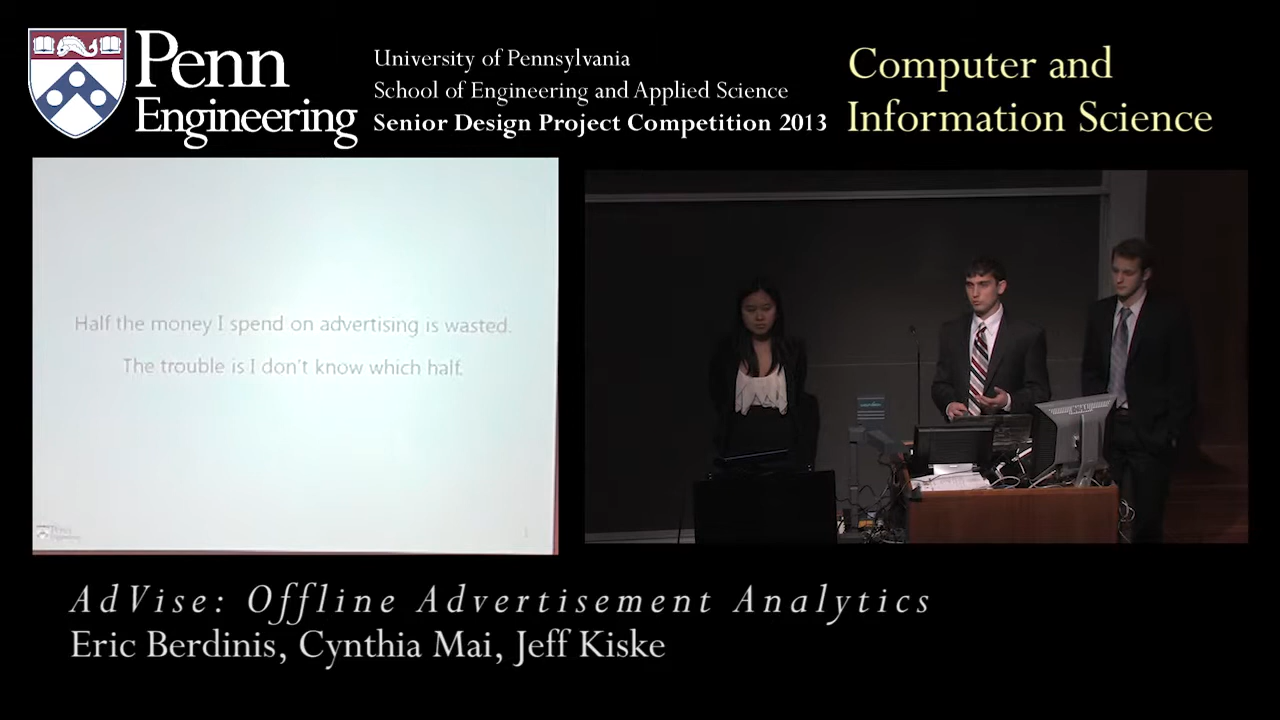 Penn
Engineering
University of Pennsylvania
School of Engineering and Applied Science
Senior Design Project Competition 2013
Computer and
Information Science
Half the money I spend on advertising is wasted.
The trouble is I don't know which half.
Penn
Engineering
AdVise: Offline Advertisement Analytics
Eric Berdinis, Cynthia Mai, Jeff Kiske